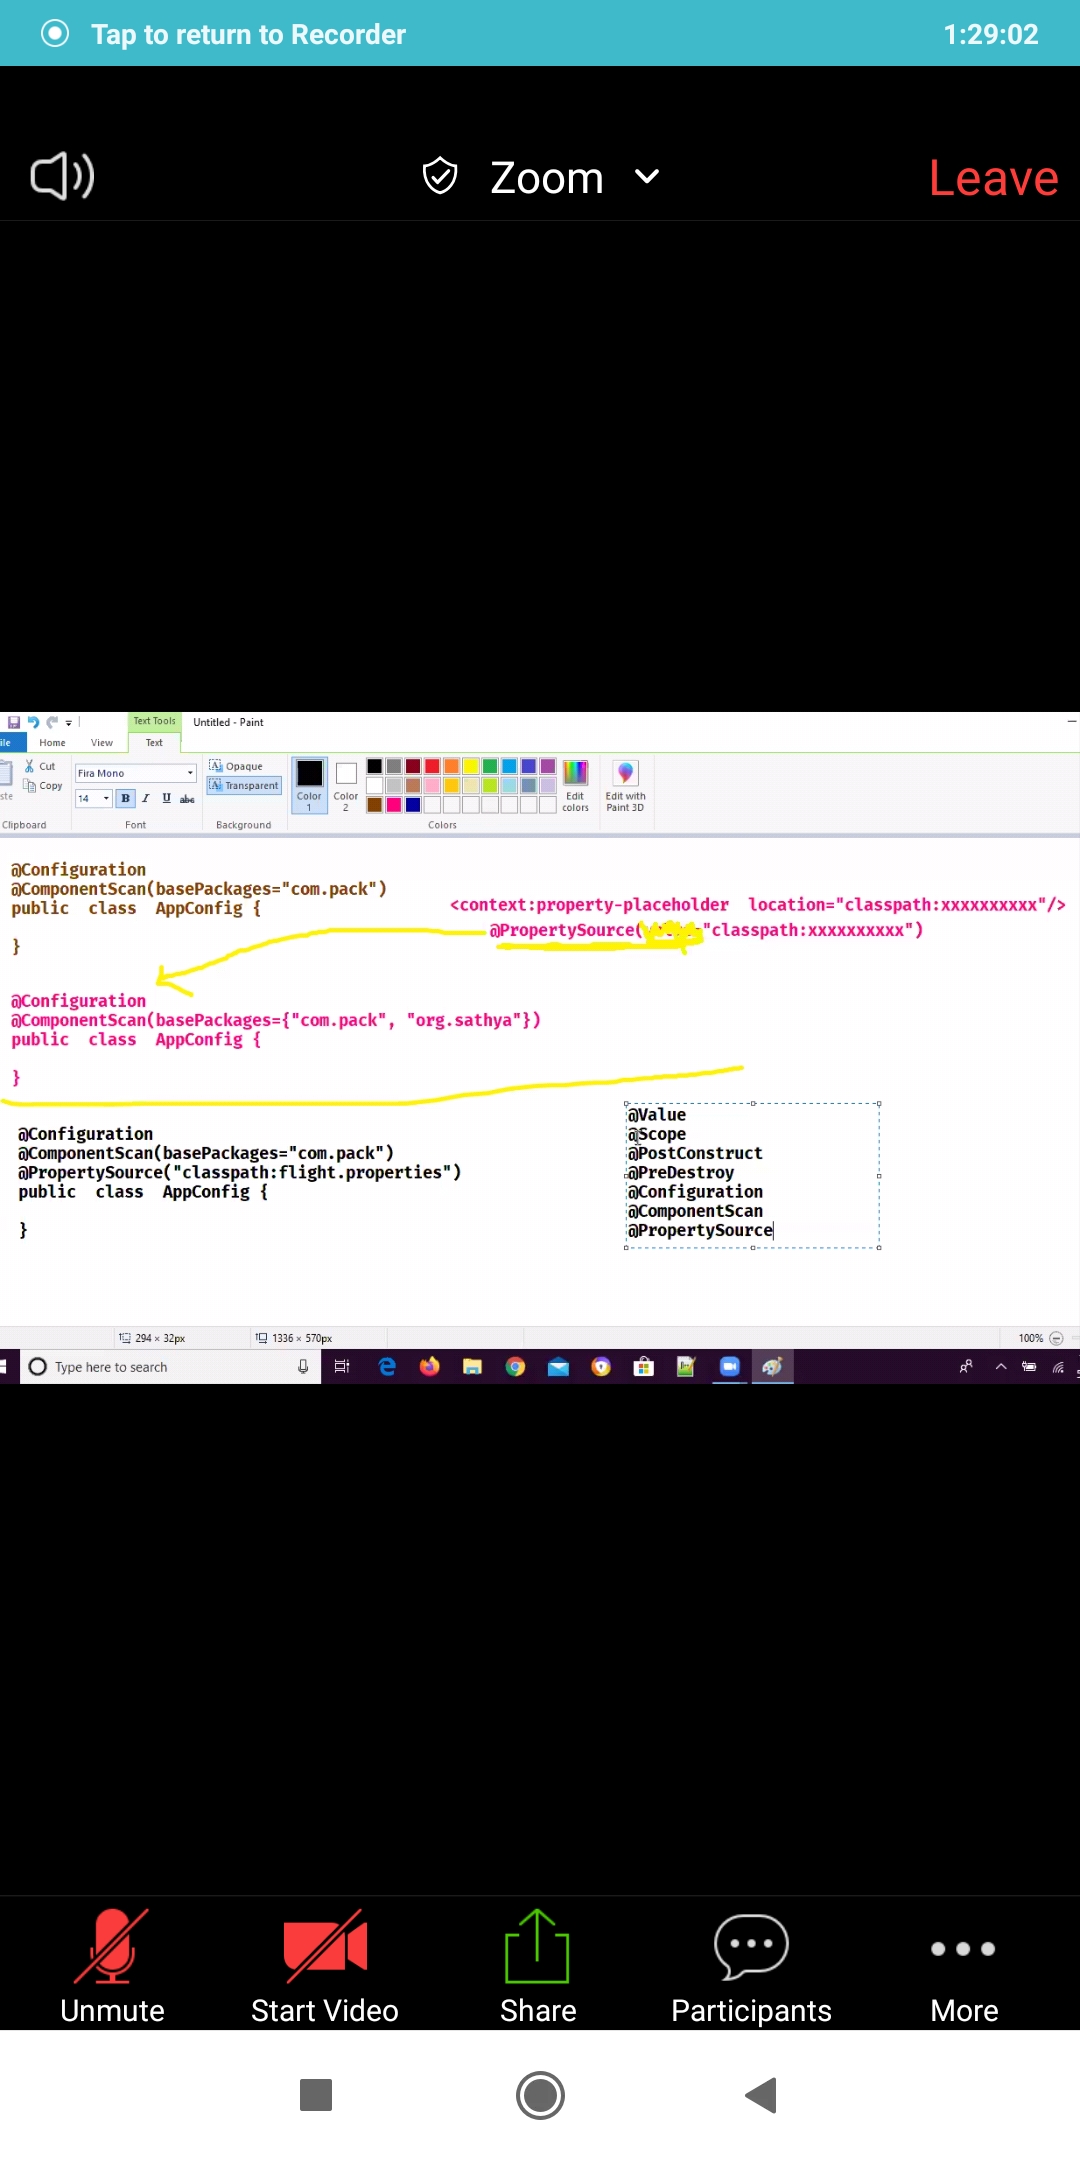 Tap to return to Recorder
1:29:02
Zoom
Leave
Text Tools
Untitled - Paint
Home
View
Text
Cut
Copy
Clipboard
Fira Mono
14
B I U abc
Font
Opaque
Transparent
Background
Color 1
Color 2
Colors
Edit colors
Edit with Paint 3D
@Configuration
@ComponentScan(basePackages="com.pack")
public class AppConfig {
}
<context:property-placeholder location="classpath:xxxxxxxxxx"/>
@PropertySource( "classpath:xxxxxxxxxx")
@Configuration
@ComponentScan(basePackages={"com.pack", "org.sathya"})
public class AppConfig {
}
@Configuration
@ComponentScan(basePackages="com.pack")
@PropertySource("classpath:flight.properties")
public class AppConfig {
}
@Value
@Scope
@PostConstruct
@PreDestroy
@Configuration
@ComponentScan
@PropertySource
294 × 32px
1336 × 570px
100%
Type here to search
Unmute
Start Video
Share
Participants
More